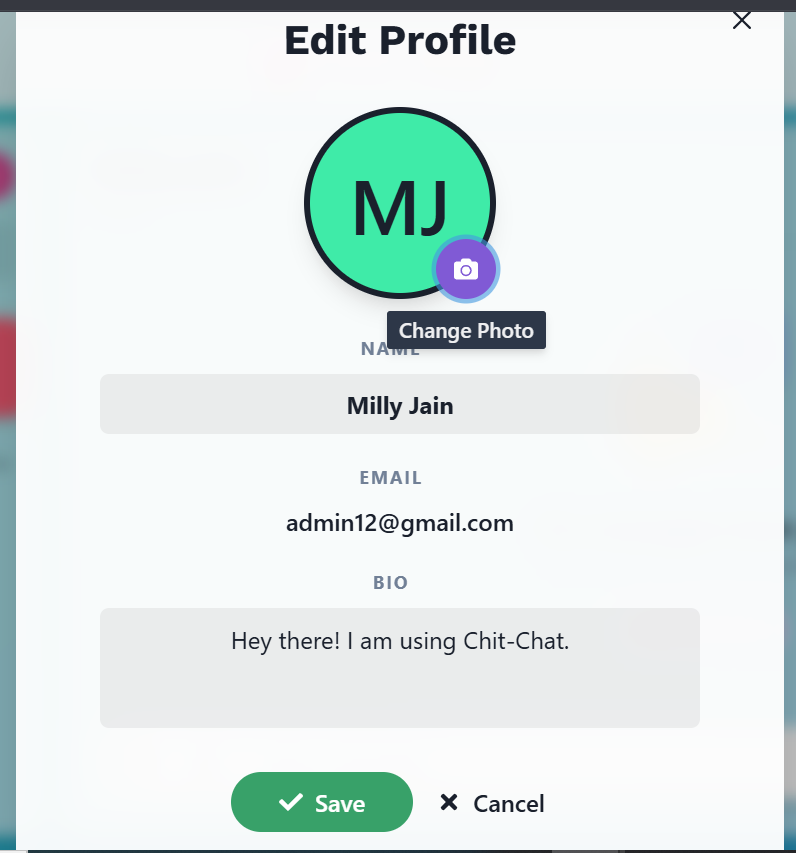 Edit Profile
MJ
Change Photo
NAME
Milly Jain
EMAIL
admin12@gmail.com
BIO
Hey there! I am using Chit-Chat.
Save
Cancel